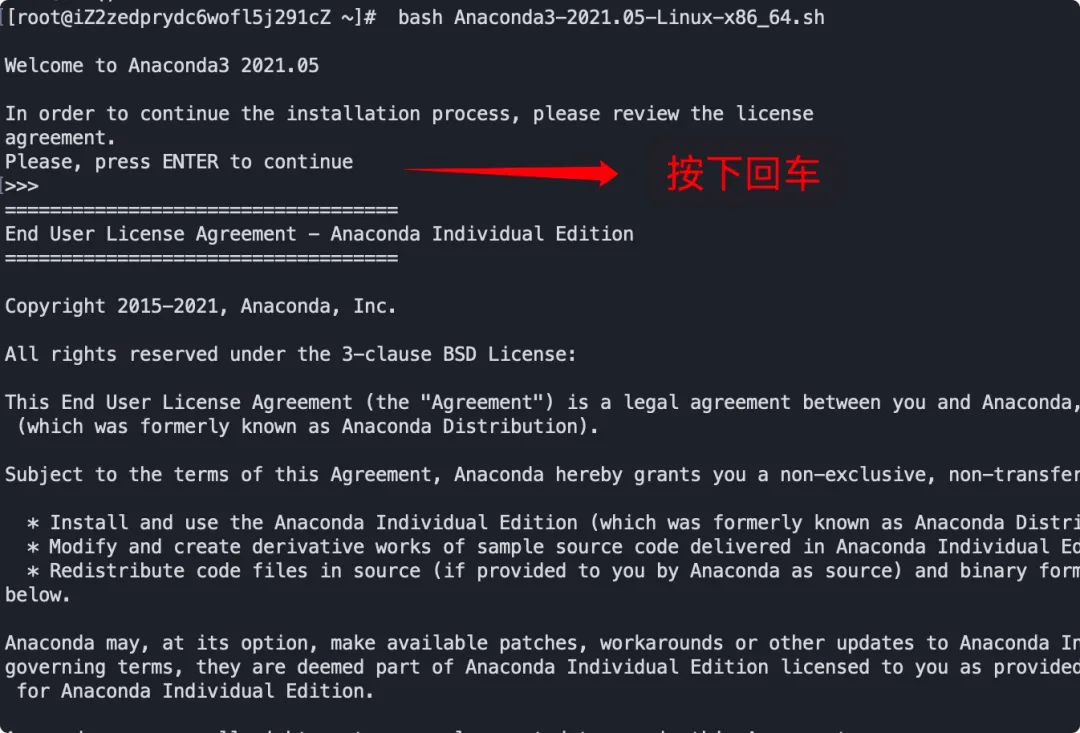 [[root@iZ2zedprydc6wofl5j291cZ ~]#  bash Anaconda3-2021.05-Linux-x86_64.sh
Welcome to Anaconda3 2021.05
In order to continue the installation process, please review the license
agreement.
Please, press ENTER to continue
按下回车
[>>>
===================================
End User License Agreement - Anaconda Individual Edition
===================================
Copyright 2015-2021, Anaconda, Inc.
All rights reserved under the 3-clause BSD License:
This End User License Agreement (the "Agreement") is a legal agreement between you and Anaconda,
(which was formerly known as Anaconda Distribution).
Subject to the terms of this Agreement, Anaconda hereby grants you a non-exclusive, non-transfer
* Install and use the Anaconda Individual Edition (which was formerly known as Anaconda Distri
* Modify and create derivative works of sample source code delivered in Anaconda Individual Ed
* Redistribute code files in source (if provided to you by Anaconda as source) and binary form
below.
Anaconda may, at its option, make available patches, workarounds or other updates to Anaconda In
governing terms, they are deemed part of Anaconda Individual Edition licensed to you as provided
for Anaconda Individual Edition.